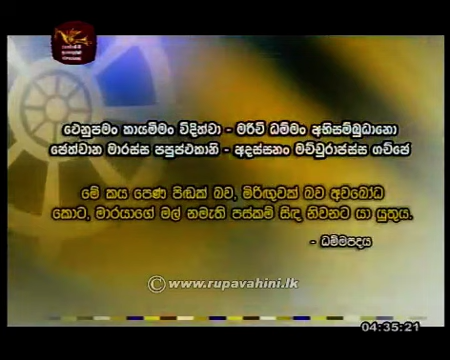 ඵෙනුපමං කායමිමං විදිත්වා - මරීචි ධම්මං අභිසම්බුධානො
ඡෙත්වාන මාරස්ස පපුප්ඵකානි - අදස්සනං මච්චුරාජස්ස ගච්ඡෙ
මේ කය පෙණ පිඬක් බව, මිරිඟුවක් බව අවබෝධ
කොට, මාරයාගේ මල් නමැති පස්කම් සිඳ නිවනට යා යුතුය.
- ධම්මපදය
©www.rupavahini.lk
04:35:21